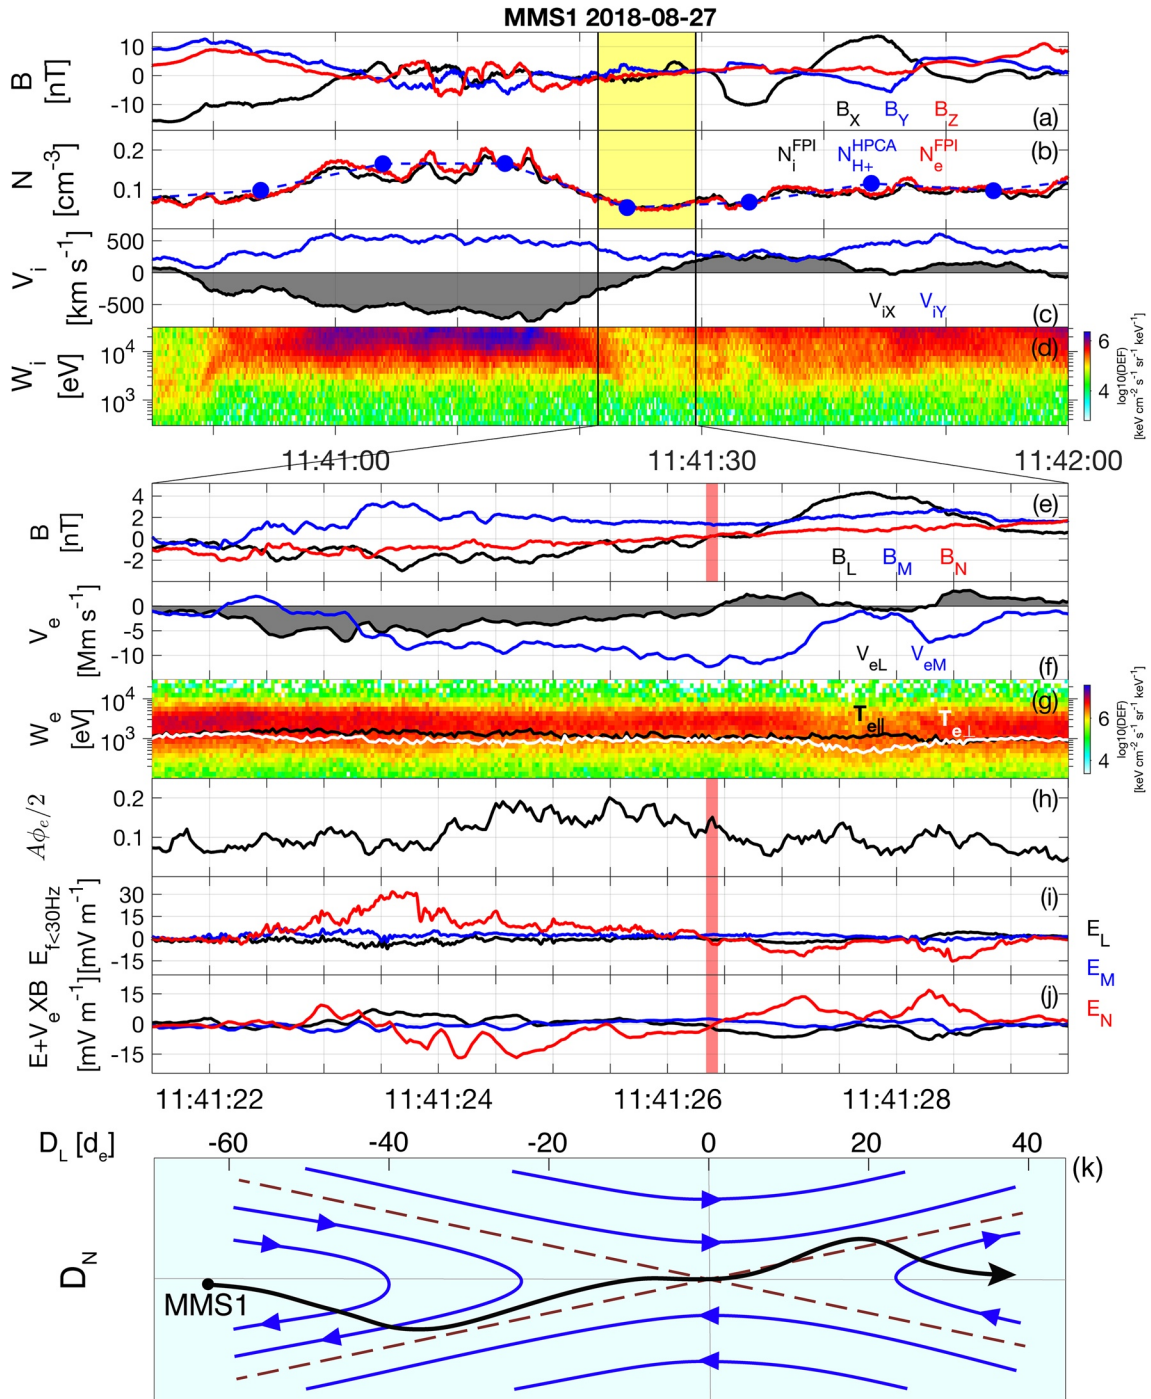 MMS1 2018-08-27
B
[nT]
10
0
-10
B_X B_Y B_Z
(a)
N
[cm^-3]
0.2
0.1
N_i^FPI N_H+^HPCA N_e^FPI
(b)
V_i
[km s^-1]
500
0
-500
V_iX V_iY
(c)
W_i
[eV]
10^4
10^3
(d)
6
4
log10(DEF)
[keV cm^-2 s^-1 sr^-1 keV^-1]
11:41:00 11:41:30 11:42:00
B
[nT]
4
2
0
-2
(e)
B_L B_M B_N
V_e
[Mm s^-1]
0
-5
-10
V_eL V_eM
(f)
W_e
[eV]
10^4
10^3
T_e|| T_e⊥
(g)
6
4
log10(DEF)
[keV cm^-2 s^-1 sr^-1 keV^-1]
Aϕ_e/2
0.2
0.1
(h)
E_f<30Hz
[mV m^-1]
30
15
0
-15
(i)
E+V_eXB
[mV m^-1]
15
0
-15
(j)
E_L
E_M
E_N
11:41:22 11:41:24 11:41:26 11:41:28
D_L [d_e] -60 -40 -20 0 20 40
(k)
D_N
MMS1